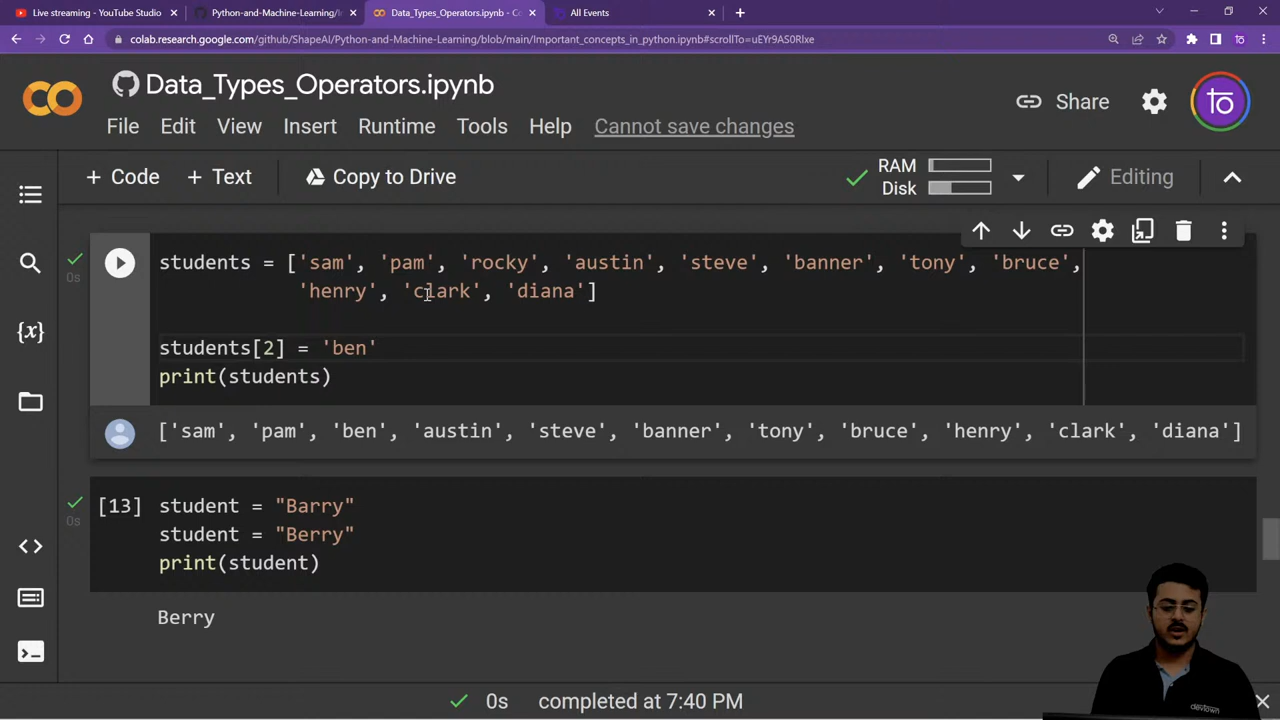 Live streaming - YouTube Studio
Python-and-Machine-Learning/
Data_Types_Operators.ipynb - Co
All Events
colab.research.google.com/github/ShapeAI/Python-and-Machine-Learning/blob/main/Important_concepts_in_python.ipynb#scrollTo=uEYr9AS0Rlxe
Data_Types_Operators.ipynb
Share
File Edit View Insert Runtime Tools Help Cannot save changes
+ Code + Text Copy to Drive
RAM
Disk
Editing
students = ['sam', 'pam', 'rocky', 'austin', 'steve', 'banner', 'tony', 'bruce',
'henry', 'clark', 'diana']
0s
students[2] = 'ben'
print(students)
['sam', 'pam', 'ben', 'austin', 'steve', 'banner', 'tony', 'bruce', 'henry', 'clark', 'diana']
[13] student = "Barry"
0s
student = "Berry"
print(student)
Berry
0s completed at 7:40 PM
devtown